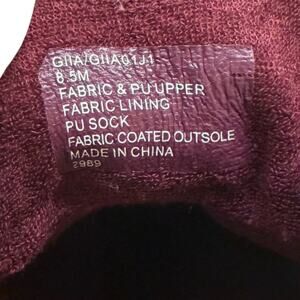 GIIA/GIIA01J1
8.5M
FABRIC & PU UPPER
FABRIC LINING
PU SOCK
FABRIC COATED OUTSOLE
MADE IN CHINA
2989